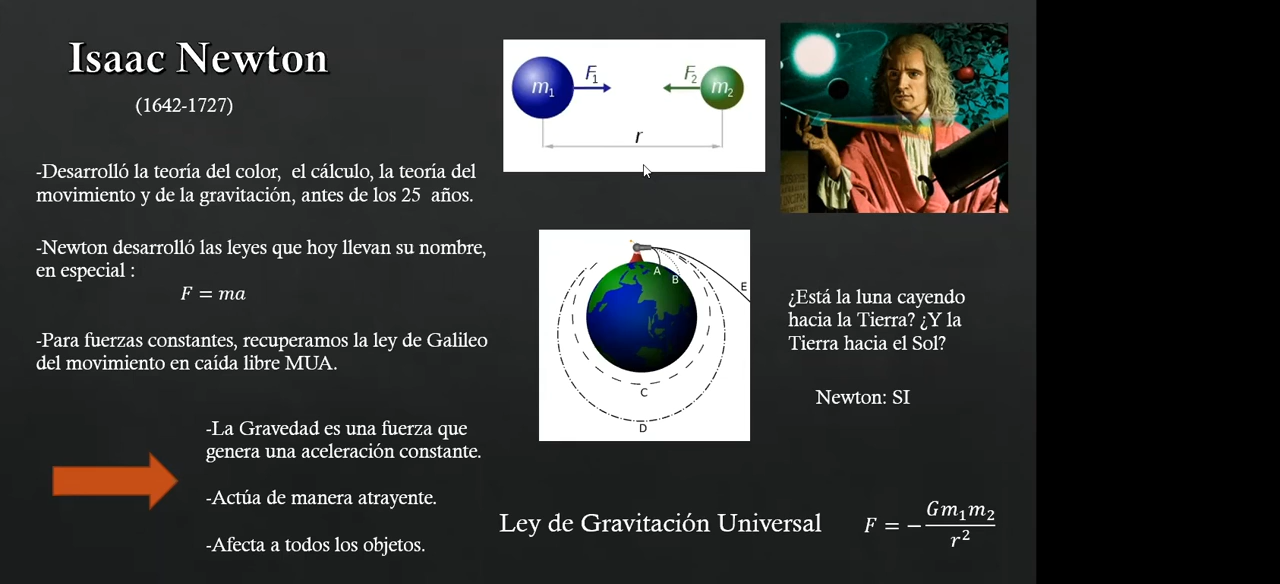 Isaac Newton
(1642-1727)
-Desarrolló la teoría del color, el cálculo, la teoría del
movimiento y de la gravitación, antes de los 25 años.
-Newton desarrolló las leyes que hoy llevan su nombre,
en especial :
F = ma
-Para fuerzas constantes, recuperamos la ley de Galileo
del movimiento en caída libre MUA.
-La Gravedad es una fuerza que
genera una aceleración constante.
-Actúa de manera atrayente.
-Afecta a todos los objetos.
m₁ F₁ F₂ m₂
r
A
B
E
C
D
¿Está la luna cayendo
hacia la Tierra? ¿Y la
Tierra hacia el Sol?
Newton: SI
Ley de Gravitación Universal
F = − Gm₁m₂ / r²